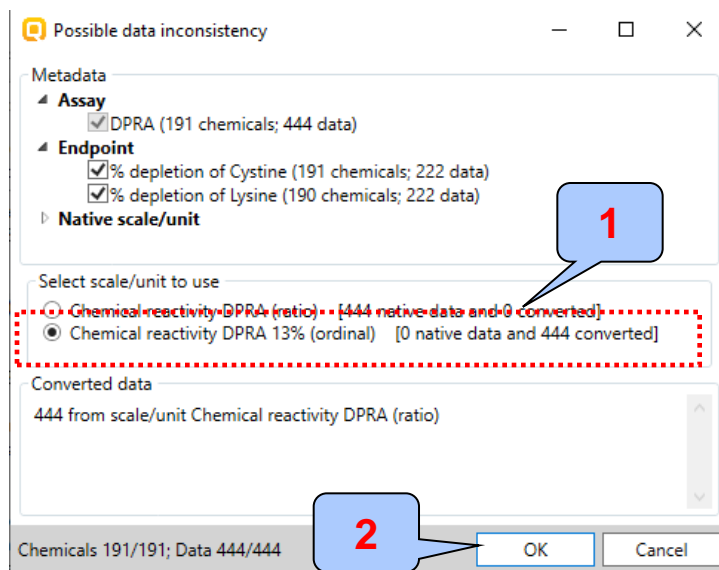 Possible data inconsistency
Metadata
Assay
DPRA (191 chemicals; 444 data)
Endpoint
% depletion of Cystine (191 chemicals; 222 data)
% depletion of Lysine (190 chemicals; 222 data)
Native scale/unit
1
Select scale/unit to use
Chemical reactivity DPRA (ratio) [444 native data and 0 converted]
Chemical reactivity DPRA 13% (ordinal) [0 native data and 444 converted]
Converted data
444 from scale/unit Chemical reactivity DPRA (ratio)
2
Chemicals 191/191; Data 444/444
OK
Cancel